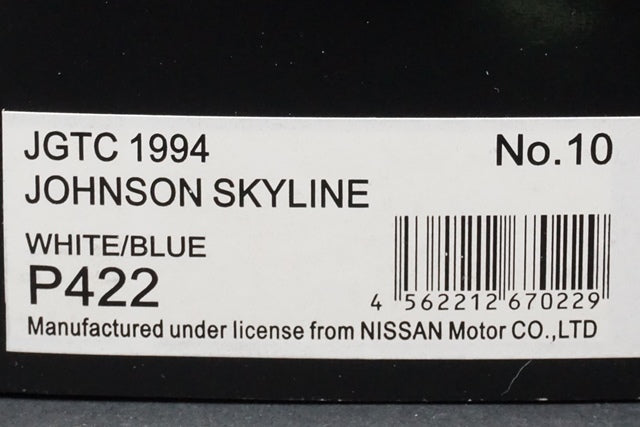 JGTC 1994 No.10
JOHNSON SKYLINE
WHITE/BLUE
P422
4 562212 670229
Manufactured under license from NISSAN Motor CO.,LTD